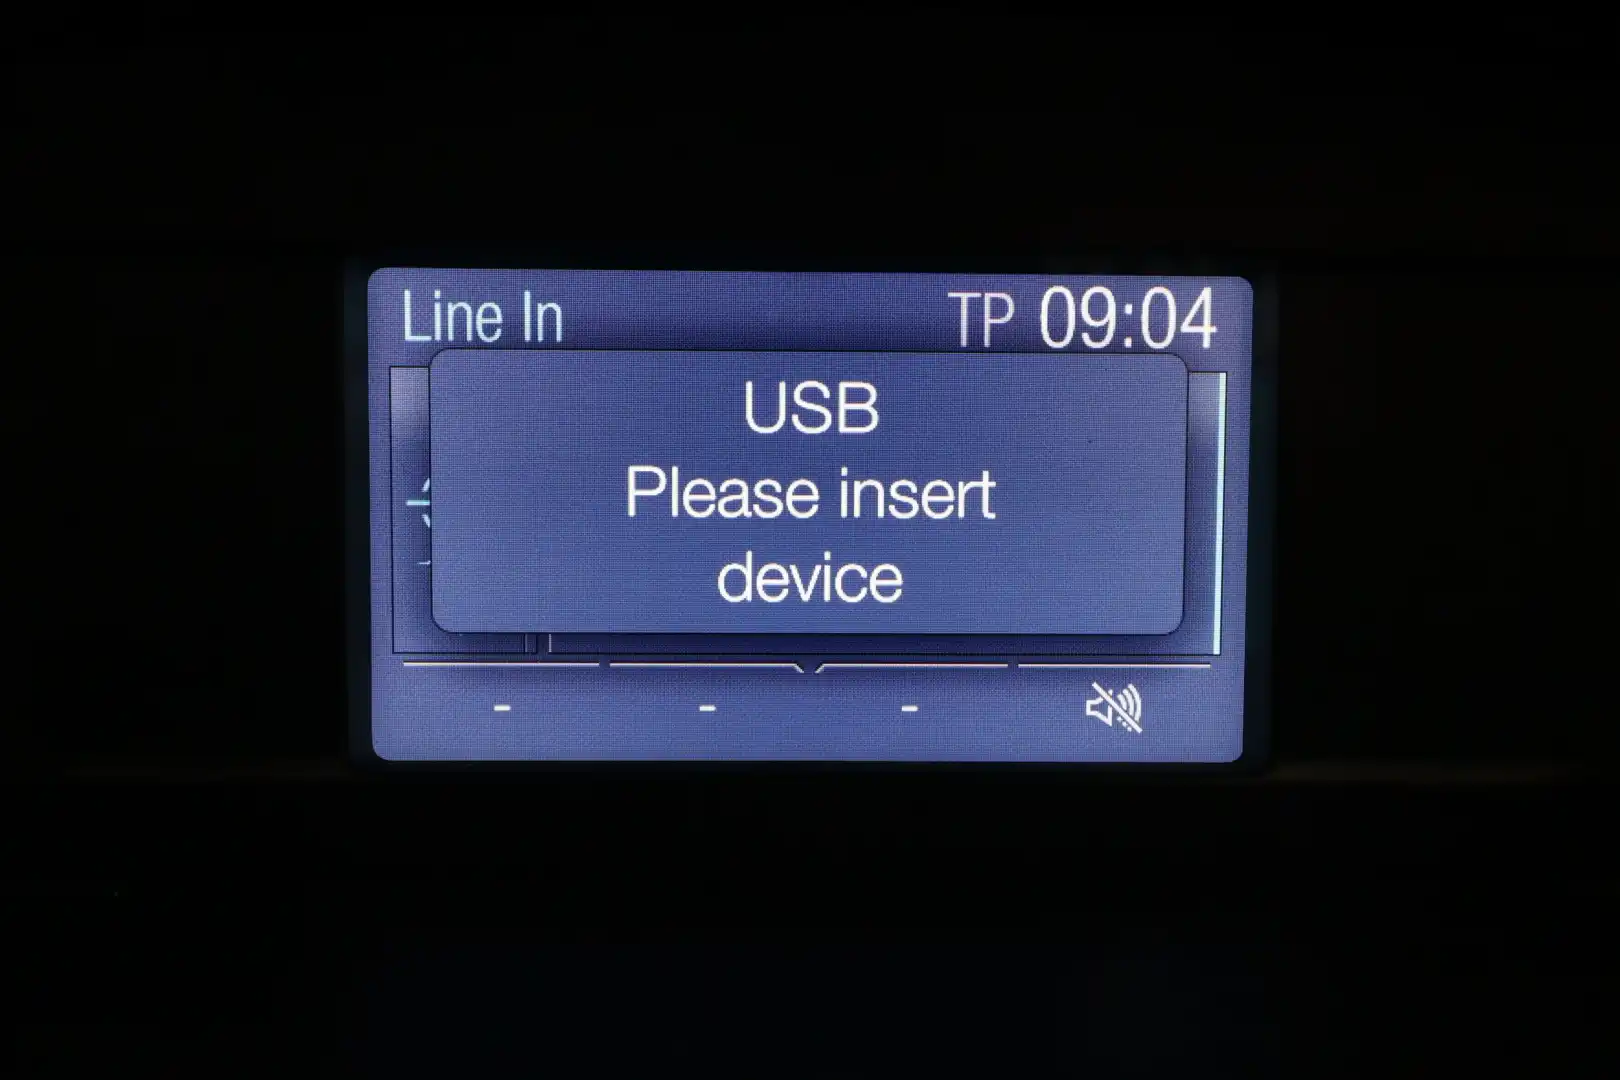 Line In TP 09:04
USB
Please insert
device
- - -